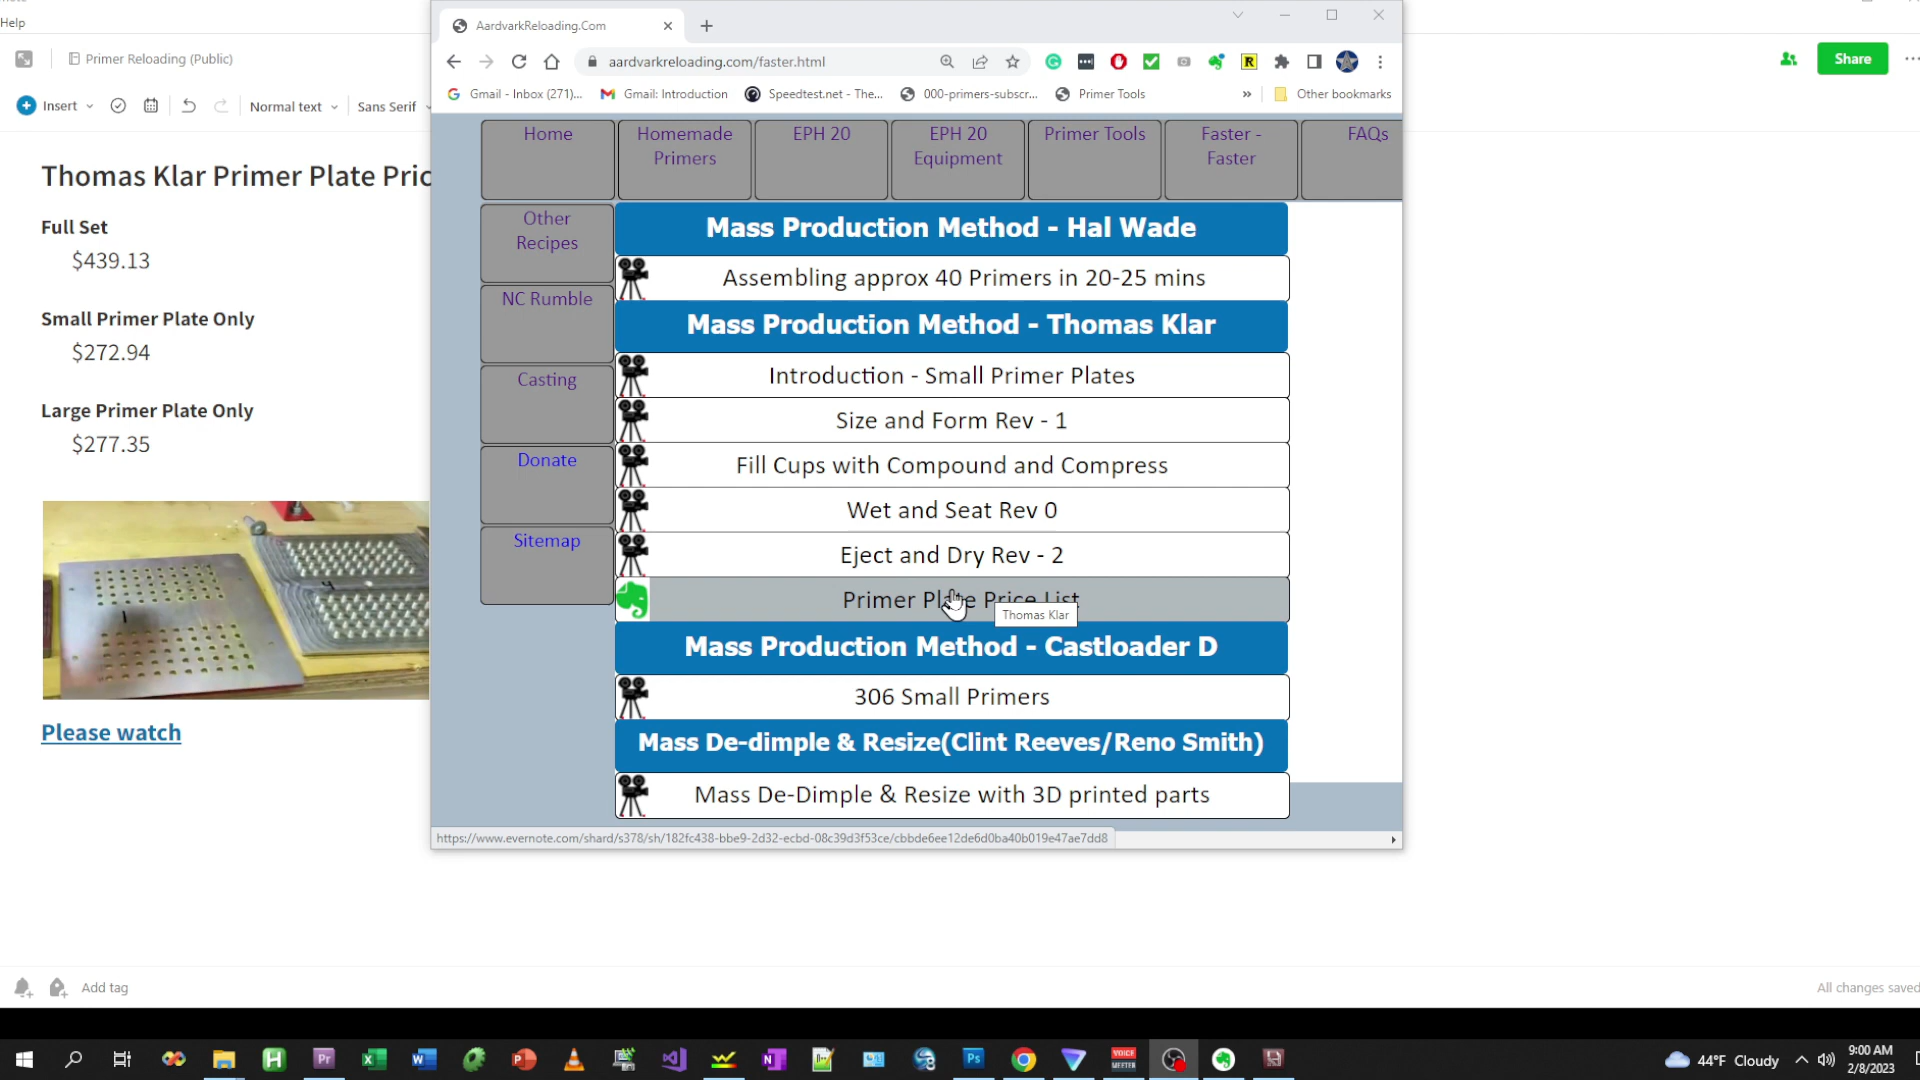 Help
Primer Reloading (Public)
Share
Insert
Normal text
Sans Serif
Thomas Klar Primer Plate Pric
Full Set
$439.13
Small Primer Plate Only
$272.94
Large Primer Plate Only
$277.35
1
4
Please watch
Add tag
All changes saved
AardvarkReloading.Com
aardvarkreloading.com/faster.html
Gmail - Inbox (271)...
Gmail: Introduction
Speedtest.net - The...
000-primers-subscr...
Primer Tools
»
Other bookmarks
Home
Homemade
Primers
EPH 20
EPH 20
Equipment
Primer Tools
Faster -
Faster
FAQs
Other
Recipes
NC Rumble
Casting
Donate
Sitemap
Mass Production Method - Hal Wade
Assembling approx 40 Primers in 20-25 mins
Mass Production Method - Thomas Klar
Introduction - Small Primer Plates
Size and Form Rev - 1
Fill Cups with Compound and Compress
Wet and Seat Rev 0
Eject and Dry Rev - 2
Primer Plate Price List
Thomas Klar
Mass Production Method - Castloader D
306 Small Primers
Mass De-dimple & Resize(Clint Reeves/Reno Smith)
Mass De-Dimple & Resize with 3D printed parts
https://www.evernote.com/shard/s378/sh/182fc438-bbe9-2d32-ecbd-08c39d3f53ce/cbbde6ee12de6d0ba40b019e47ae7dd8
44°F Cloudy
9:00 AM
2/8/2023